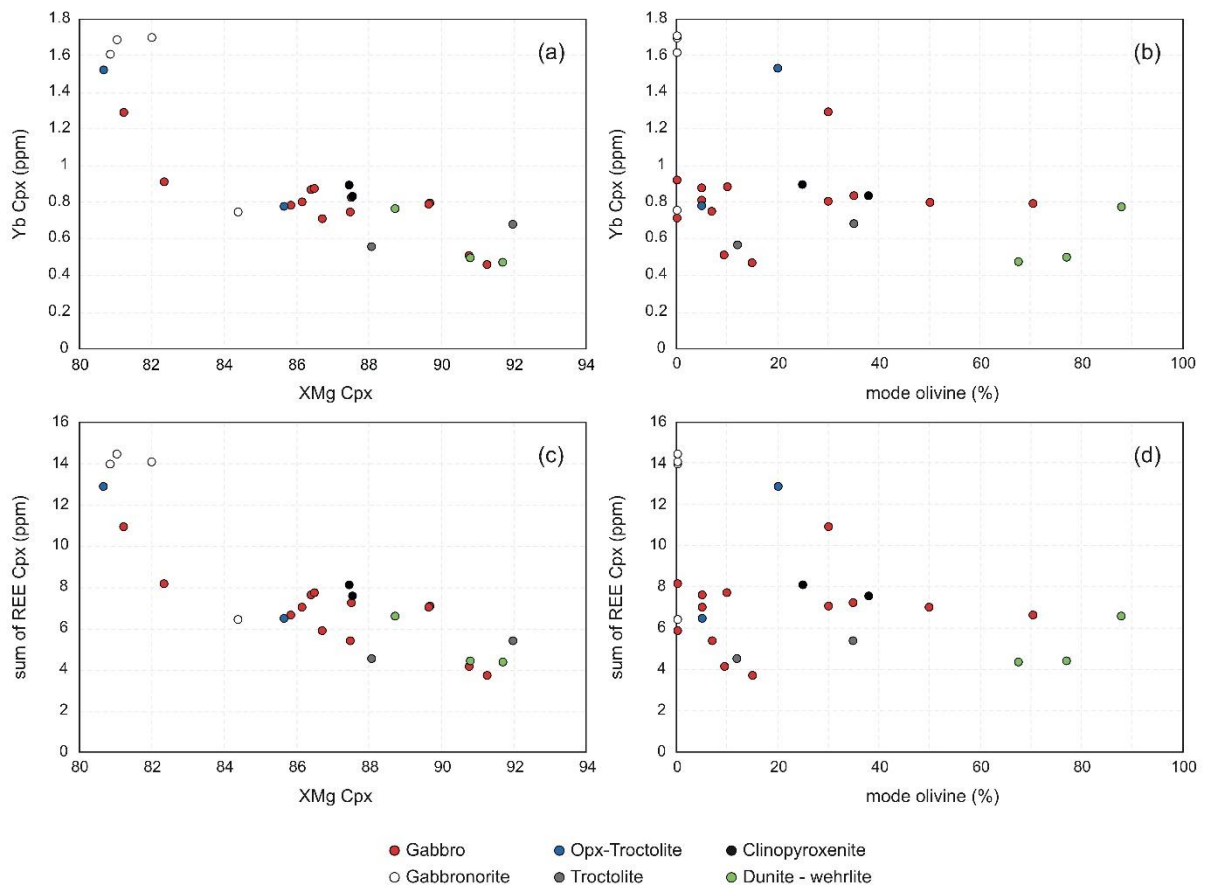 1.8
1.6
1.4
1.2
1
0.8
0.6
0.4
0.2
0
Yb Cpx (ppm)
(a)
80 82 84 86 88 90 92 94
XMg Cpx
1.8
1.6
1.4
1.2
1
0.8
0.6
0.4
0.2
0
Yb Cpx (ppm)
(b)
0 20 40 60 80 100
mode olivine (%)
16
14
12
10
8
6
4
2
0
sum of REE Cpx (ppm)
(c)
80 82 84 86 88 90 92 94
XMg Cpx
16
14
12
10
8
6
4
2
0
sum of REE Cpx (ppm)
(d)
0 20 40 60 80 100
mode olivine (%)
Gabbro Opx-Troctolite Clinopyroxenite
Gabbronorite Troctolite Dunite - wehrlite